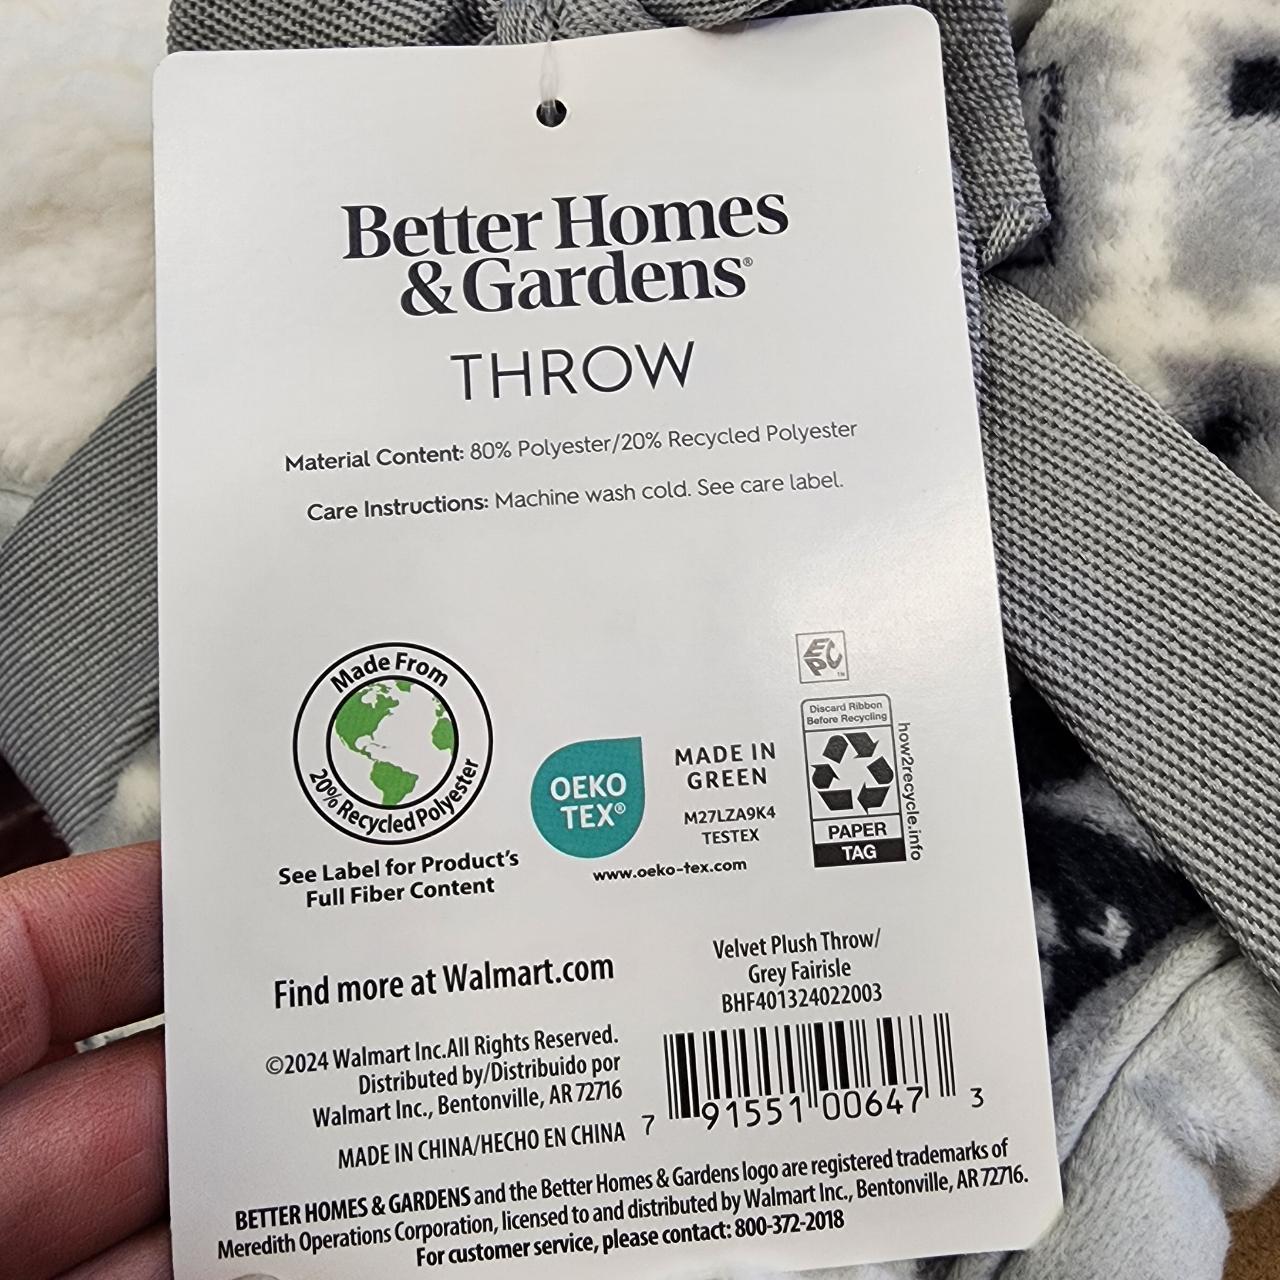 Better Homes
& Gardens®
THROW
Material Content: 80% Polyester/20% Recycled Polyester
Care Instructions: Machine wash cold. See care label.
Made From
20% Recycled Polyester
See Label for Product's
Full Fiber Content
OEKO
TEX®
MADE IN
GREEN
M27LZA9K4
TESTEX
www.oeko-tex.com
EC
PC™
Discard Ribbon
Before Recycling
PAPER
TAG
how2recycle.info
Find more at Walmart.com
Velvet Plush Throw/
Grey Fairisle
BHF401324022003
©2024 Walmart Inc.All Rights Reserved.
Distributed by/Distribuido por
Walmart Inc., Bentonville, AR 72716
MADE IN CHINA/HECHO EN CHINA
7 91551 00647 3
BETTER HOMES & GARDENS and the Better Homes & Gardens logo are registered trademarks of
Meredith Operations Corporation, licensed to and distributed by Walmart Inc., Bentonville, AR 72716.
For customer service, please contact: 800-372-2018